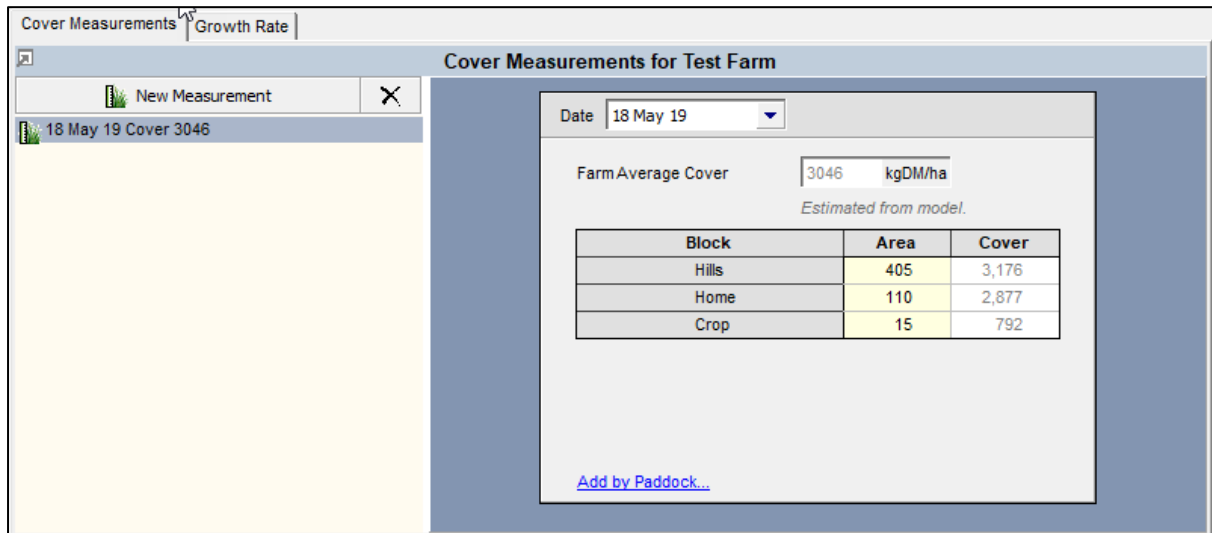 Cover Measurements Growth Rate
Cover Measurements for Test Farm
New Measurement
18 May 19 Cover 3046
Date 18 May 19
Farm Average Cover 3046 kgDM/ha
Estimated from model.
Block Area Cover
Hills 405 3,176
Home 110 2,877
Crop 15 792
Add by Paddock...